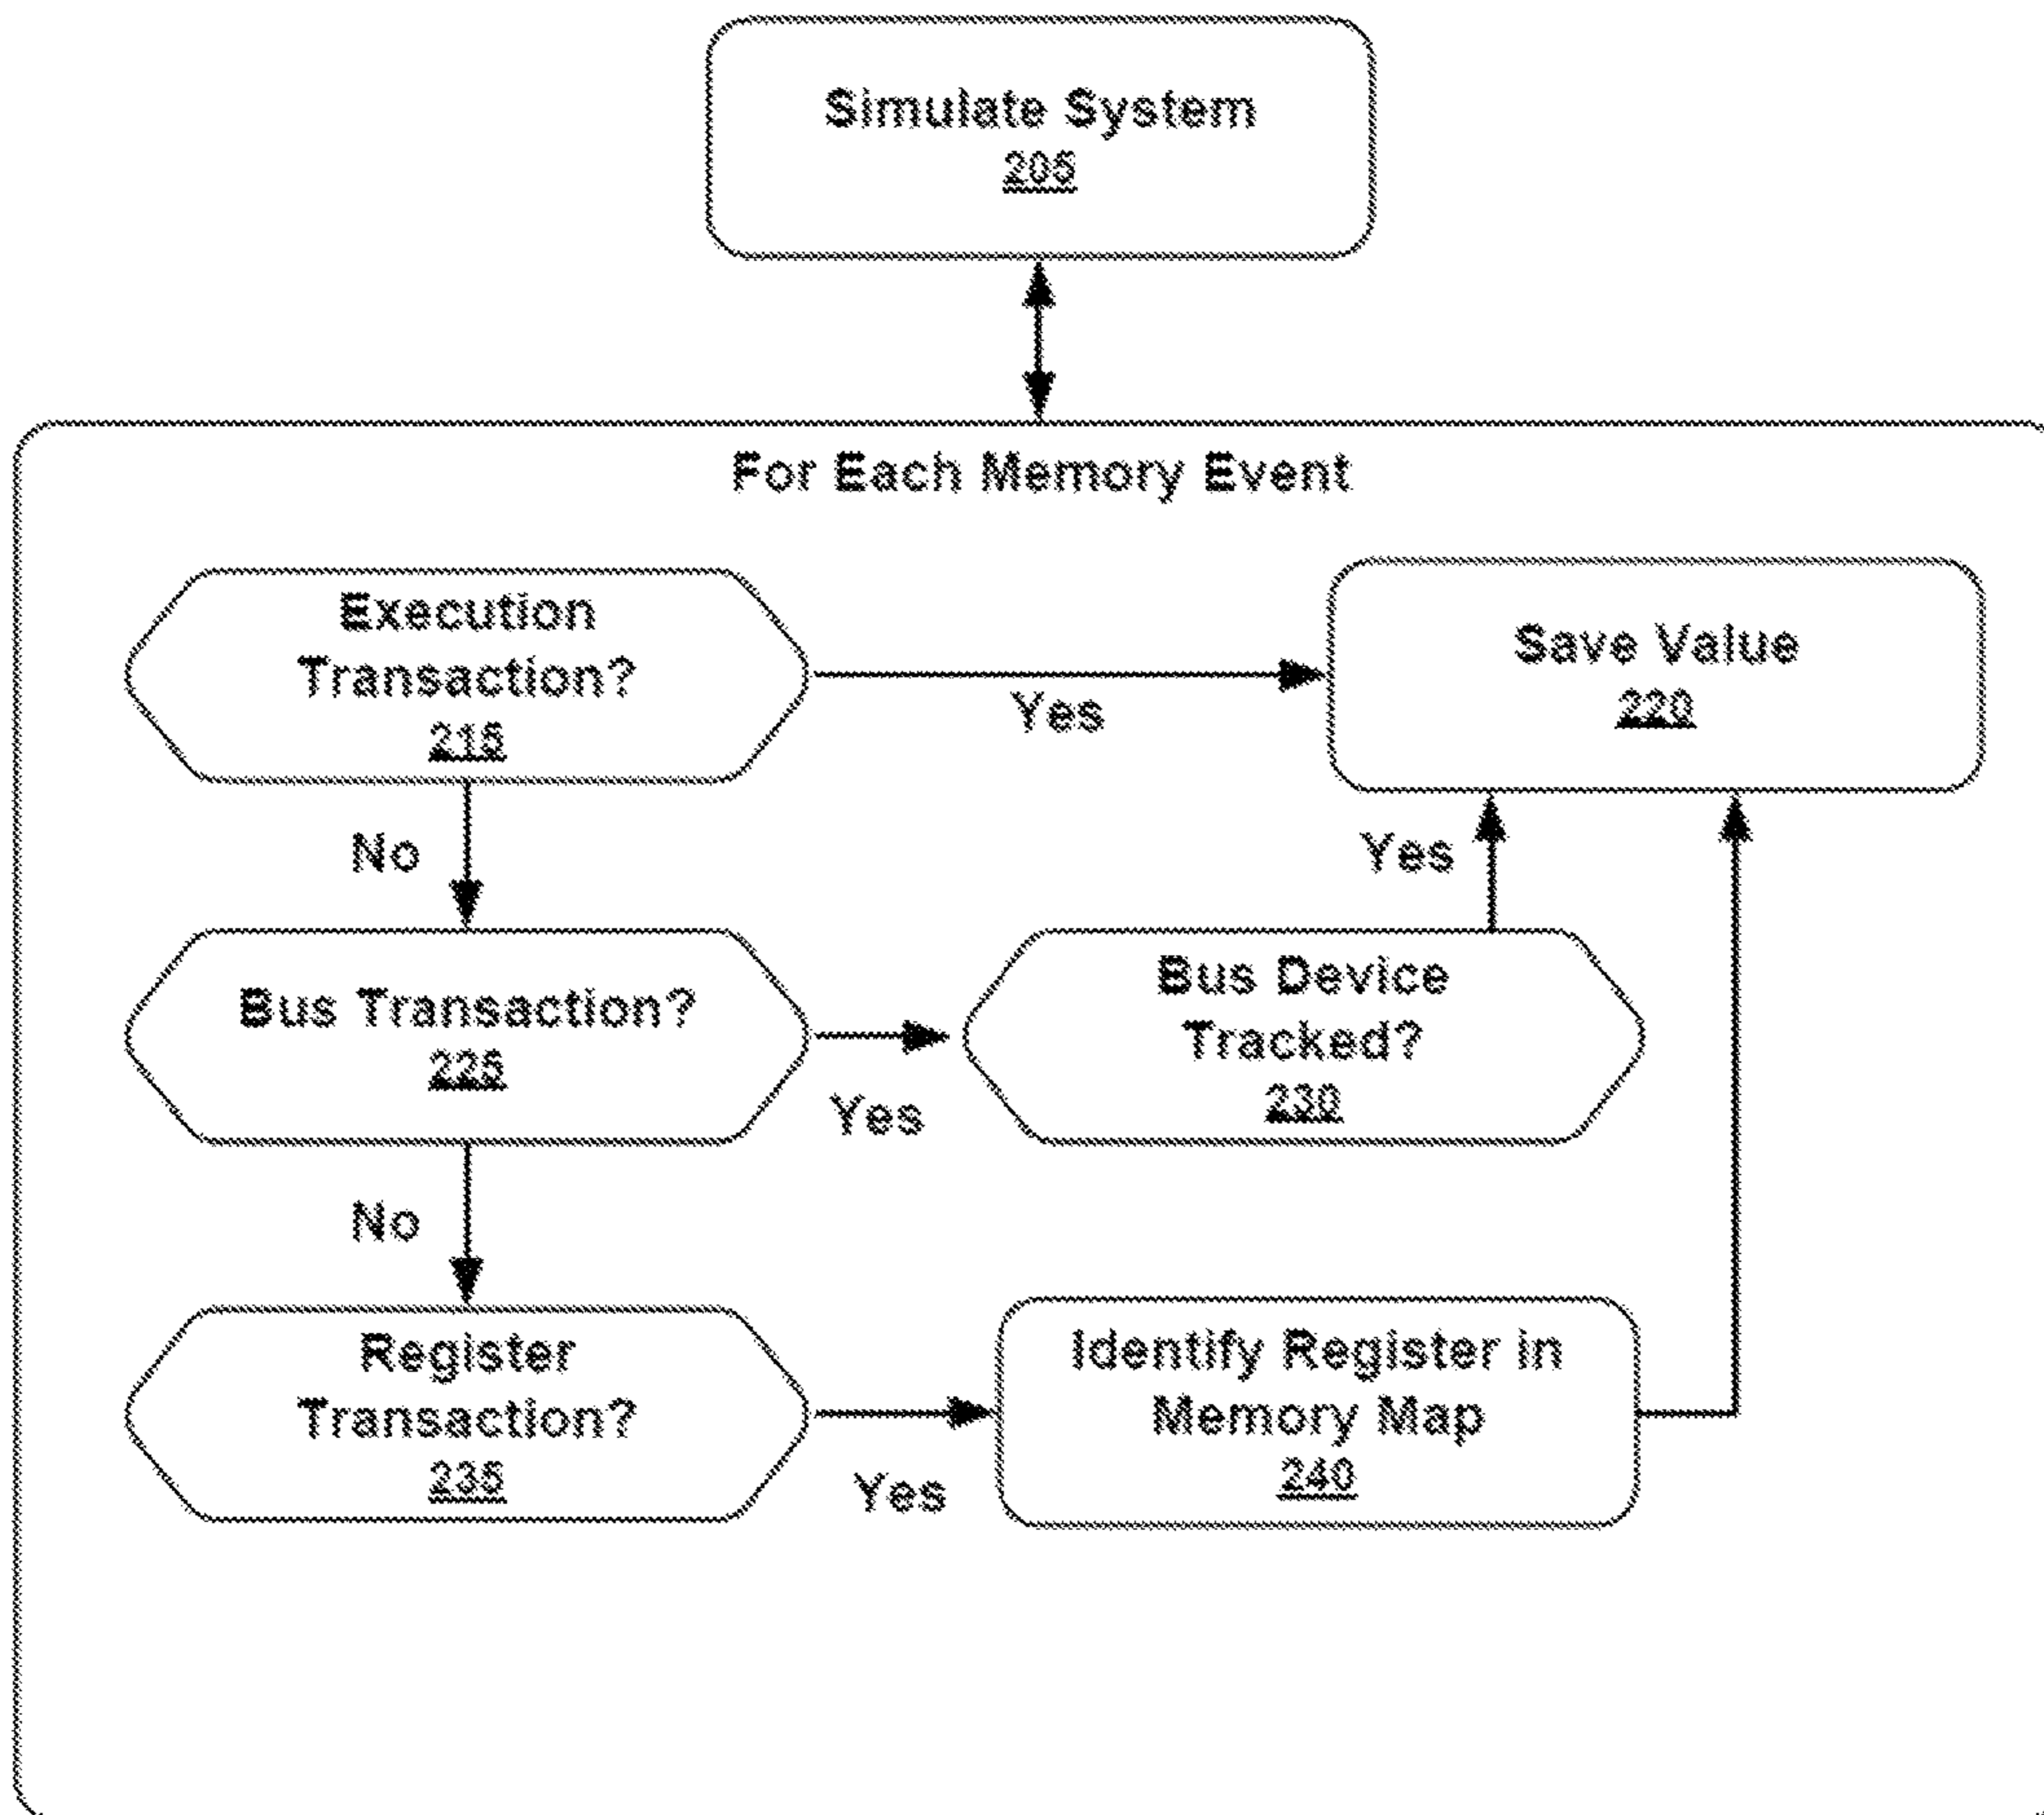 Simulate System
205
For Each Memory Event
Execution
Transaction?
215
Yes
Save Value
220
No
Yes
Bus Transaction?
225
Yes
Bus Device
Tracked?
230
No
Register
Transaction?
235
Yes
Identify Register in
Memory Map
240